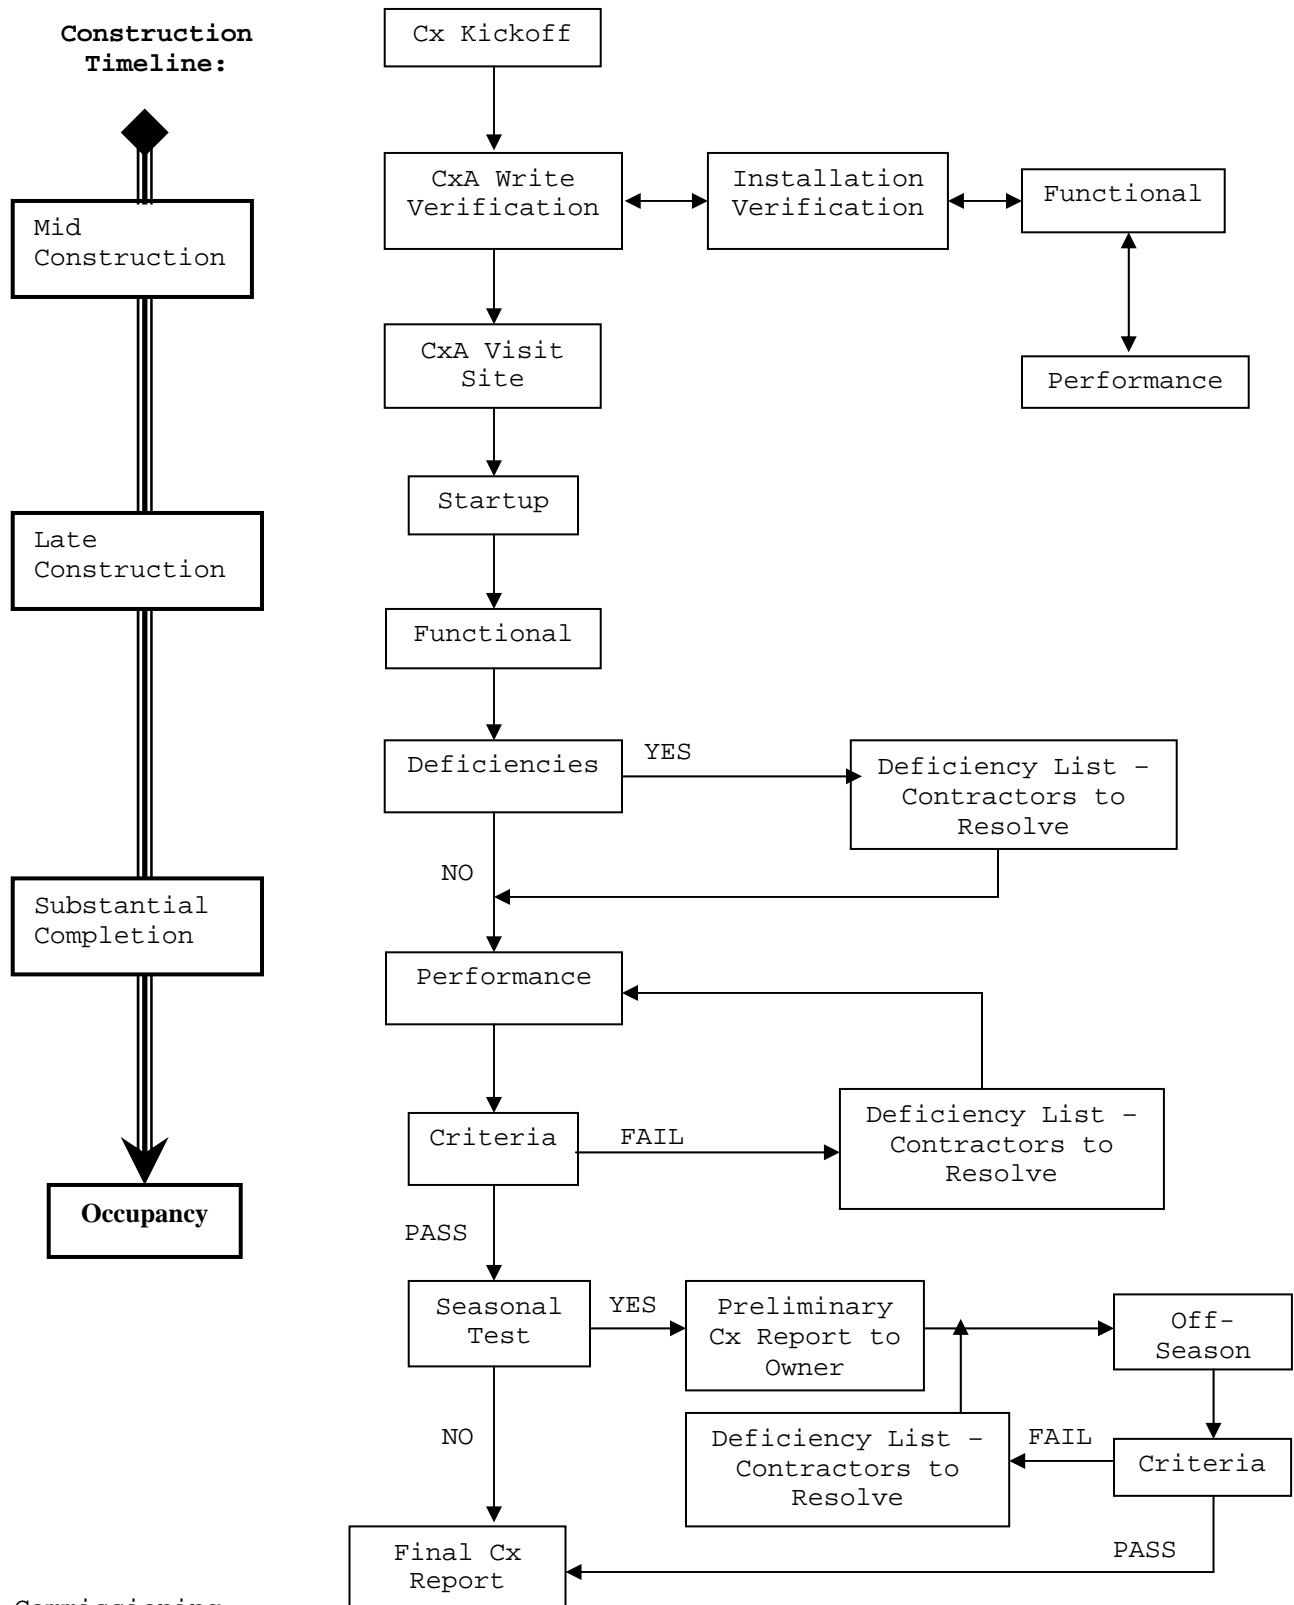 Construction
Timeline:
Mid
Construction
Late
Construction
Substantial
Completion
Occupancy
Cx Kickoff
CxA Write
Verification
Installation
Verification
Functional
Performance
CxA Visit
Site
Startup
Functional
Deficiencies
YES
Deficiency List –
Contractors to
Resolve
NO
Performance
Criteria
FAIL
Deficiency List –
Contractors to
Resolve
PASS
Seasonal
Test
YES
Preliminary
Cx Report to
Owner
Off-
Season
NO
Deficiency List –
Contractors to
Resolve
FAIL
Criteria
PASS
Final Cx
Report
Commissioning